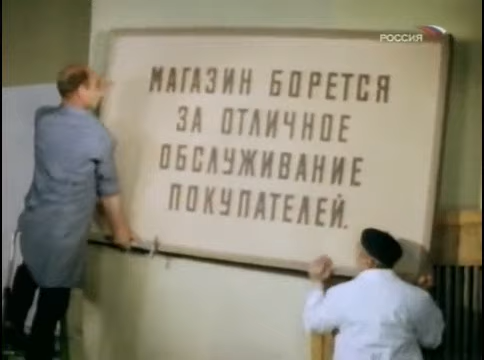 РОССИЯ
МАГАЗИН БОРЕТСЯ
ЗА ОТЛИЧНОЕ
ОБСЛУЖИВАНИЕ
ПОКУПАТЕЛЕЙ.